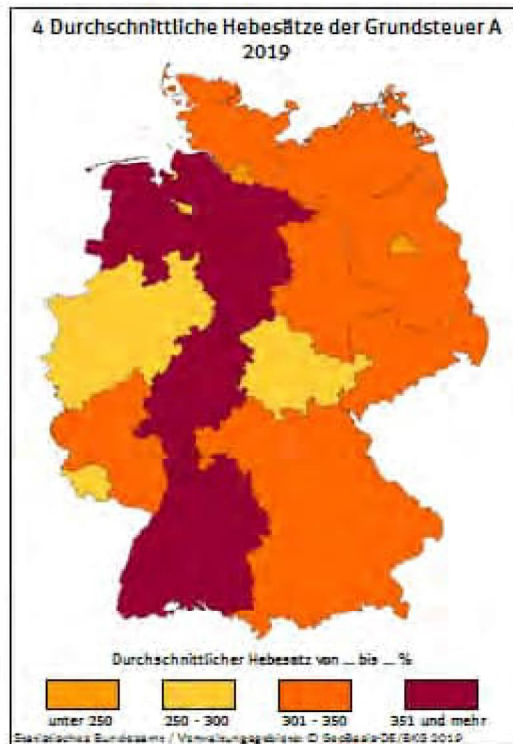 4 Durchschnittliche Hebesätze der Grundsteuer A
2019
Durchschnittlicher Hebesatz von ... bis ... %
unter 250
250 - 300
301 - 350
351 und mehr
Statistisches Bundesamt / Verwaltungsgebiete: © GeoBasis-DE/BKG 2019